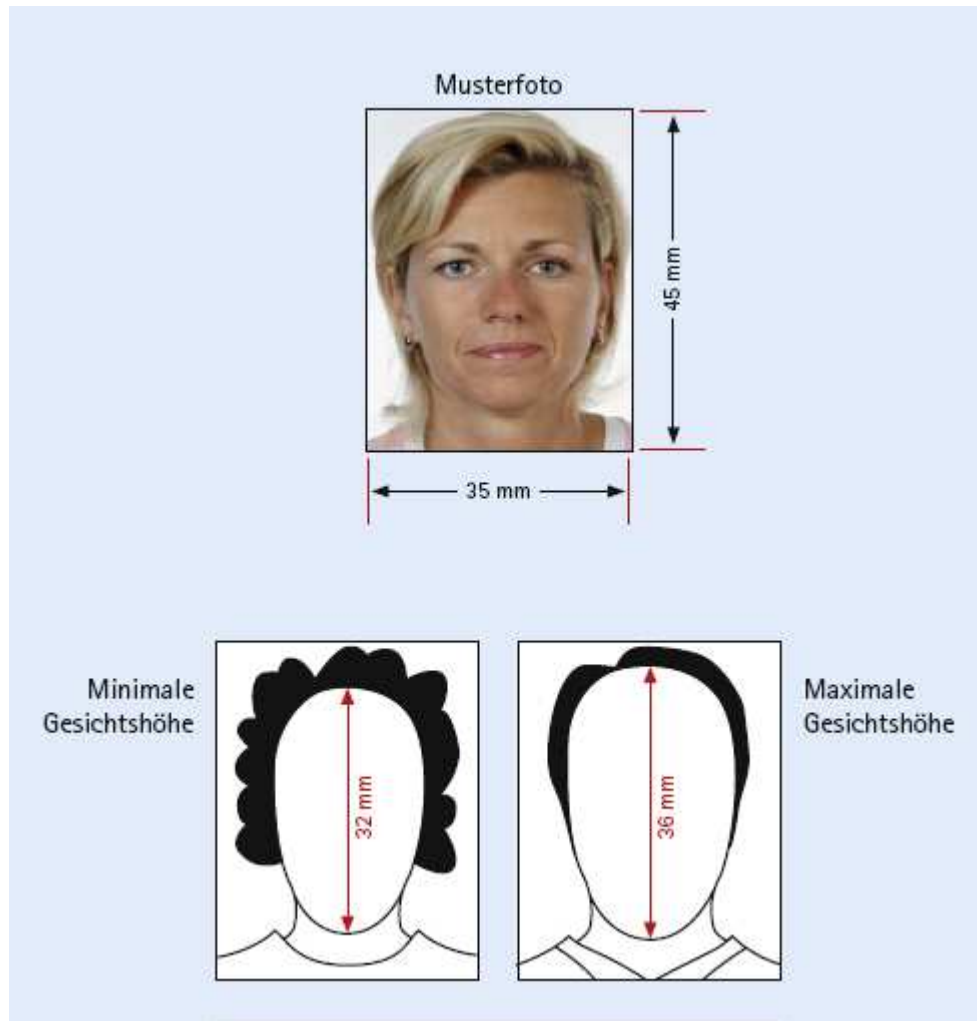 Musterfoto
45 mm
35 mm
Minimale
Gesichtshöhe
32 mm
36 mm
Maximale
Gesichtshöhe